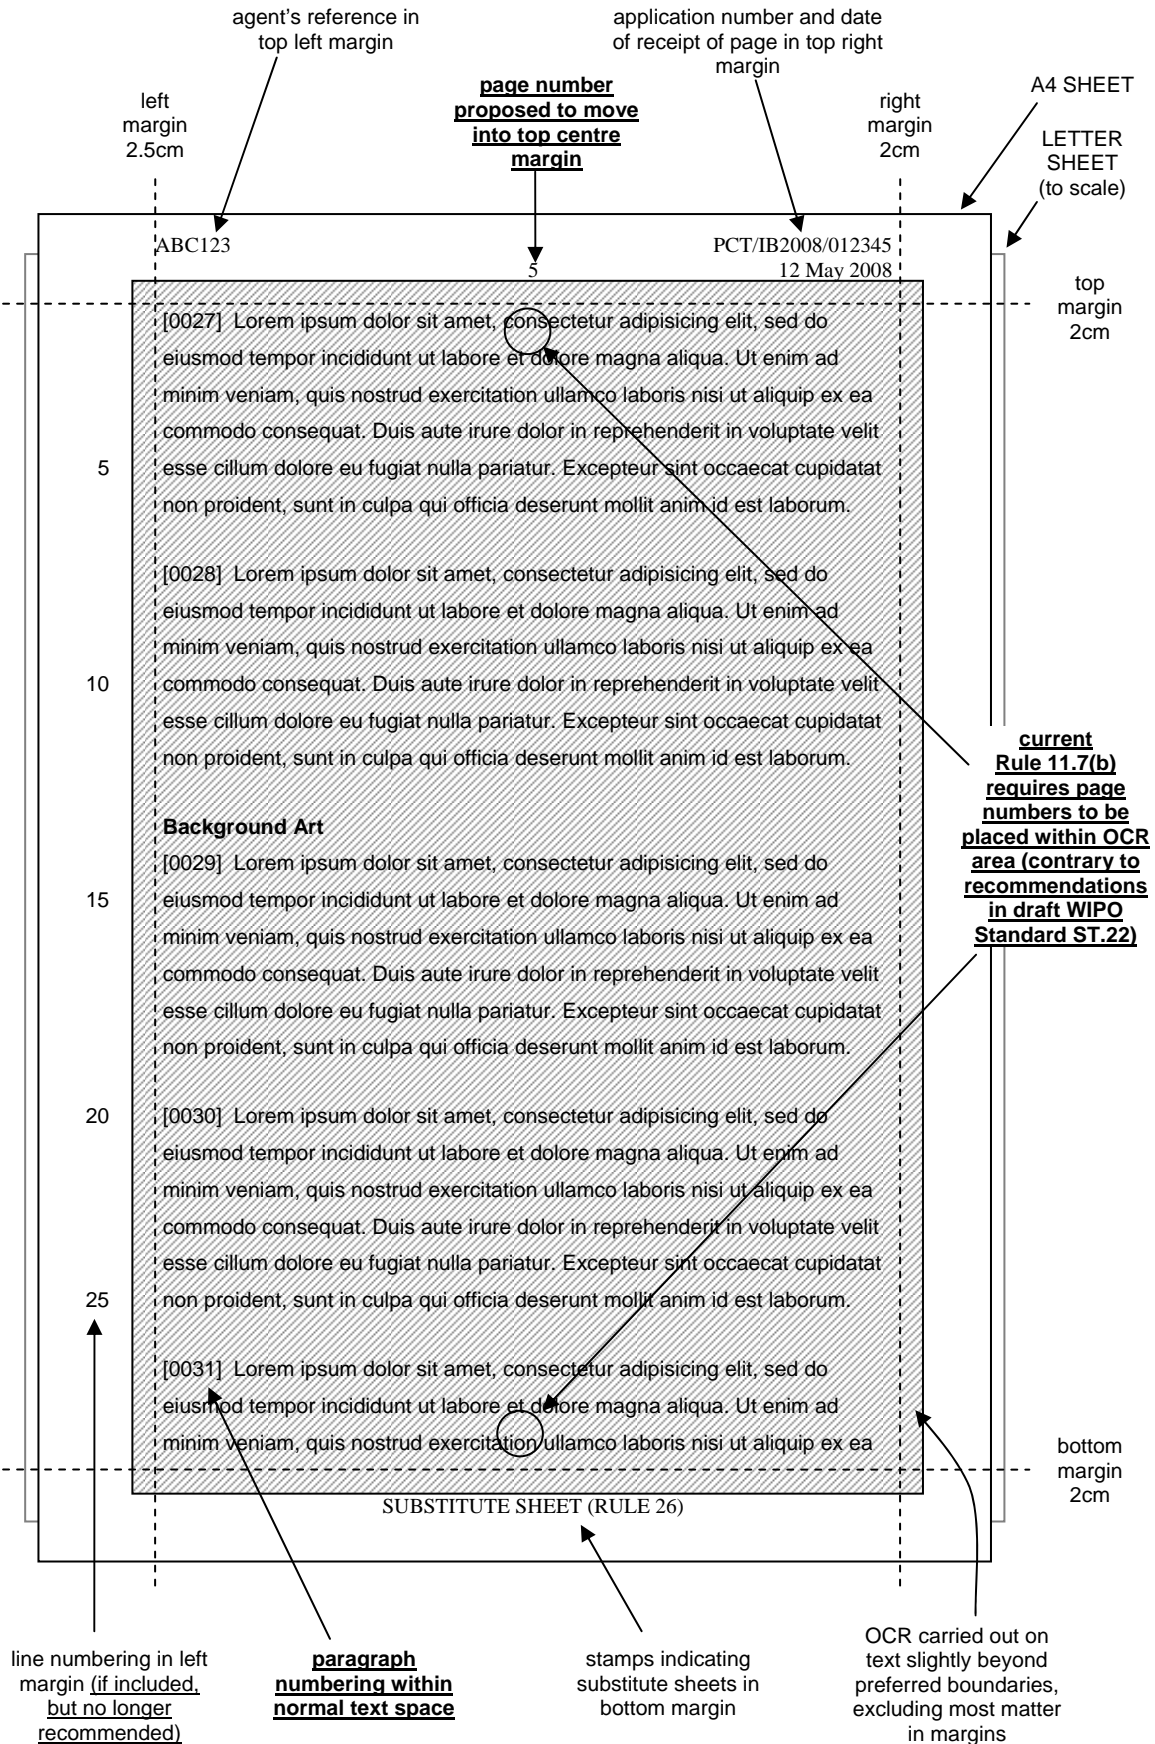 agent's reference in
top left margin
application number and date
of receipt of page in top right
margin
page number
proposed to move
into top centre
margin
left
margin
2.5cm
right
margin
2cm
A4 SHEET
LETTER
SHEET
(to scale)
ABC123
PCT/IB2008/012345
5
12 May 2008
top
margin
2cm
[0027] Lorem ipsum dolor sit amet, consectetur adipisicing elit, sed do
eiusmod tempor incididunt ut labore et dolore magna aliqua. Ut enim ad
minim veniam, quis nostrud exercitation ullamco laboris nisi ut aliquip ex ea
commodo consequat. Duis aute irure dolor in reprehenderit in voluptate velit
5 esse cillum dolore eu fugiat nulla pariatur. Excepteur sint occaecat cupidatat
non proident, sunt in culpa qui officia deserunt mollit anim id est laborum.
[0028] Lorem ipsum dolor sit amet, consectetur adipisicing elit, sed do
eiusmod tempor incididunt ut labore et dolore magna aliqua. Ut enim ad
minim veniam, quis nostrud exercitation ullamco laboris nisi ut aliquip ex ea
10 commodo consequat. Duis aute irure dolor in reprehenderit in voluptate velit
esse cillum dolore eu fugiat nulla pariatur. Excepteur sint occaecat cupidatat
non proident, sunt in culpa qui officia deserunt mollit anim id est laborum.
current
Rule 11.7(b)
requires page
numbers to be
placed within OCR
area (contrary to
recommendations
in draft WIPO
Standard ST.22)
Background Art
[0029] Lorem ipsum dolor sit amet, consectetur adipisicing elit, sed do
15 eiusmod tempor incididunt ut labore et dolore magna aliqua. Ut enim ad
minim veniam, quis nostrud exercitation ullamco laboris nisi ut aliquip ex ea
commodo consequat. Duis aute irure dolor in reprehenderit in voluptate velit
esse cillum dolore eu fugiat nulla pariatur. Excepteur sint occaecat cupidatat
non proident, sunt in culpa qui officia deserunt mollit anim id est laborum.
20 [0030] Lorem ipsum dolor sit amet, consectetur adipisicing elit, sed do
eiusmod tempor incididunt ut labore et dolore magna aliqua. Ut enim ad
minim veniam, quis nostrud exercitation ullamco laboris nisi ut aliquip ex ea
commodo consequat. Duis aute irure dolor in reprehenderit in voluptate velit
esse cillum dolore eu fugiat nulla pariatur. Excepteur sint occaecat cupidatat
25 non proident, sunt in culpa qui officia deserunt mollit anim id est laborum.
[0031] Lorem ipsum dolor sit amet, consectetur adipisicing elit, sed do
eiusmod tempor incididunt ut labore et dolore magna aliqua. Ut enim ad
minim veniam, quis nostrud exercitation ullamco laboris nisi ut aliquip ex ea
bottom
margin
2cm
SUBSTITUTE SHEET (RULE 26)
line numbering in left
margin (if included,
but no longer
recommended)
paragraph
numbering within
normal text space
stamps indicating
substitute sheets in
bottom margin
OCR carried out on
text slightly beyond
preferred boundaries,
excluding most matter
in margins